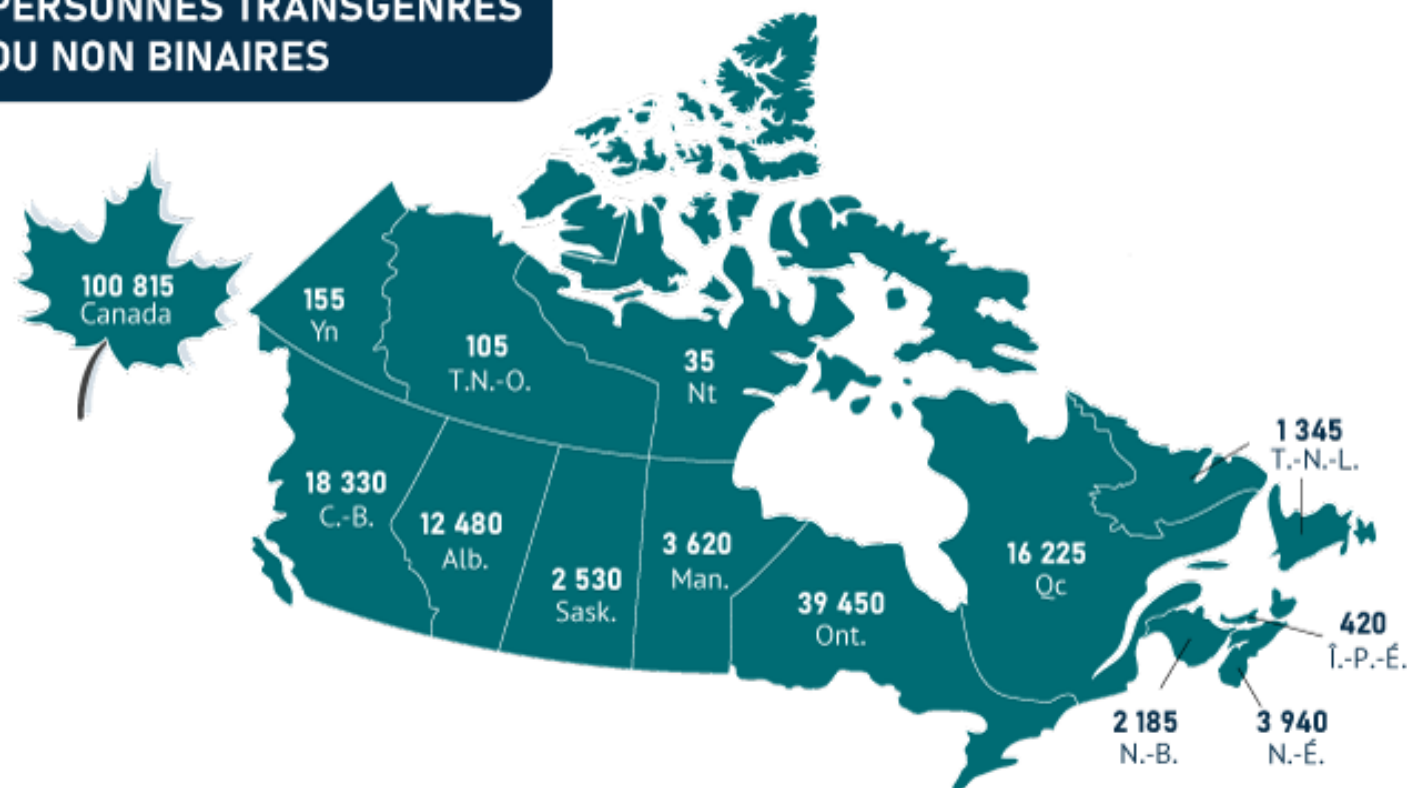 PERSONNES TRANSGENRES
OU NON BINAIRES
100 815
Canada
155
Yn
105
T.N.-O.
35
Nt
18 330
C.-B.
12 480
Alb.
2 530
Sask.
3 620
Man.
39 450
Ont.
16 225
Qc
1 345
T.-N.-L.
420
Î.-P.-É.
2 185
N.-B.
3 940
N.-É.